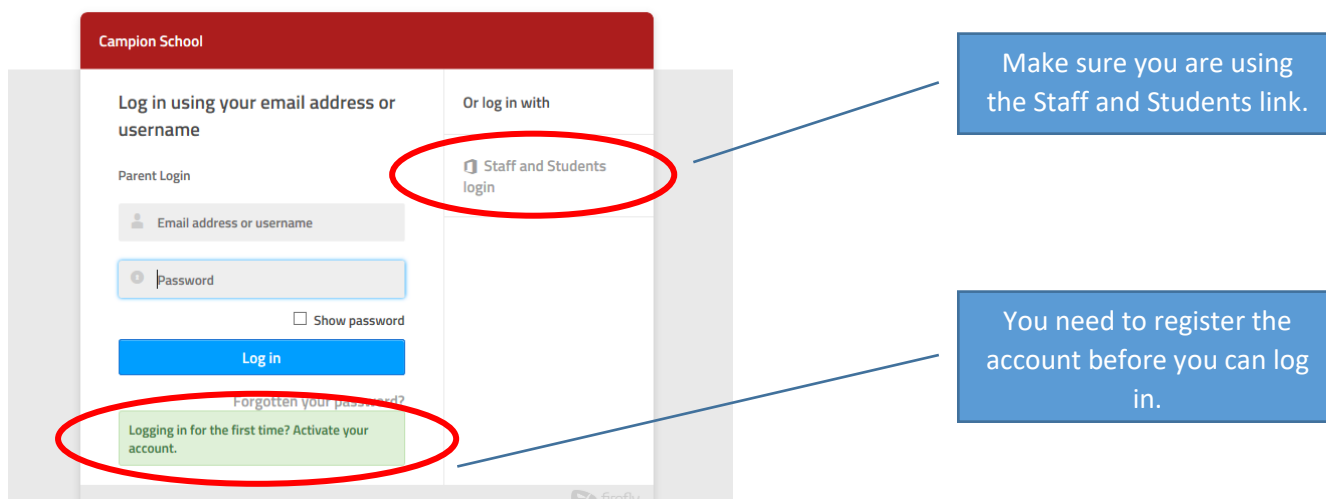 Campion School
Log in using your email address or
username
Parent Login
Email address or username
Password
Show password
Log in
Forgotten your password?
Logging in for the first time? Activate your
account.
Or log in with
Staff and Students
login
firefly
Make sure you are using
the Staff and Students link.
You need to register the
account before you can log
in.